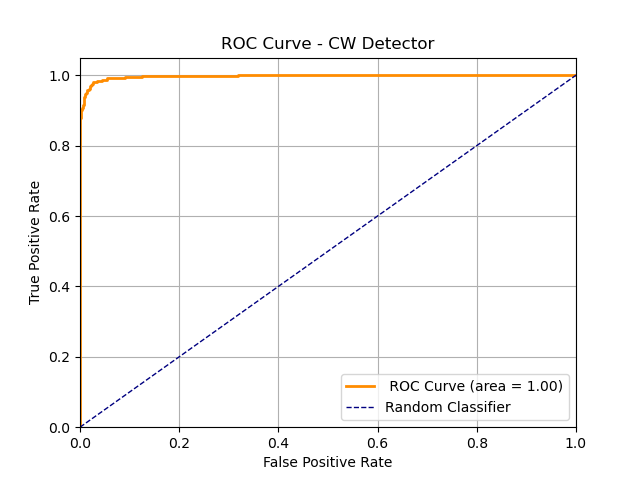 ROC Curve - CW Detector
1.0
0.8
0.6
0.4
0.2
0.0
True Positive Rate
ROC Curve (area = 1.00)
Random Classifier
0.0 0.2 0.4 0.6 0.8 1.0
False Positive Rate